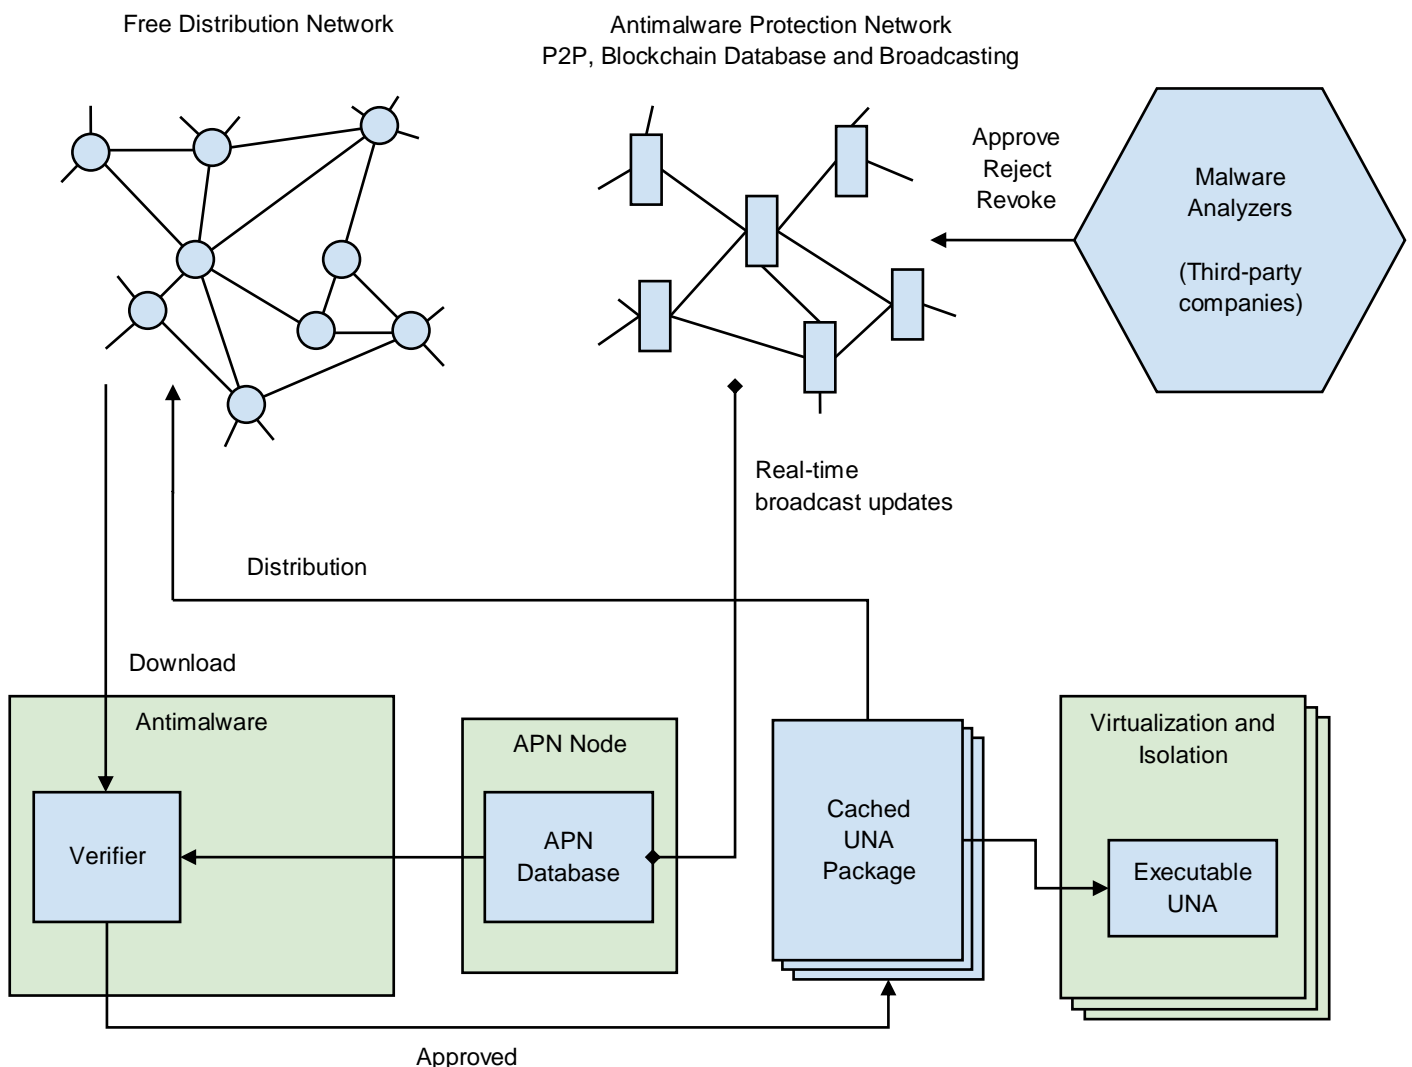 Free Distribution Network
Antimalware Protection Network
P2P, Blockchain Database and Broadcasting
Approve
Reject
Revoke
Malware
Analyzers
(Third-party
companies)
Real-time
broadcast updates
Distribution
Download
Antimalware
Verifier
APN Node
APN
Database
Cached
UNA
Package
Virtualization and
Isolation
Executable
UNA
Approved